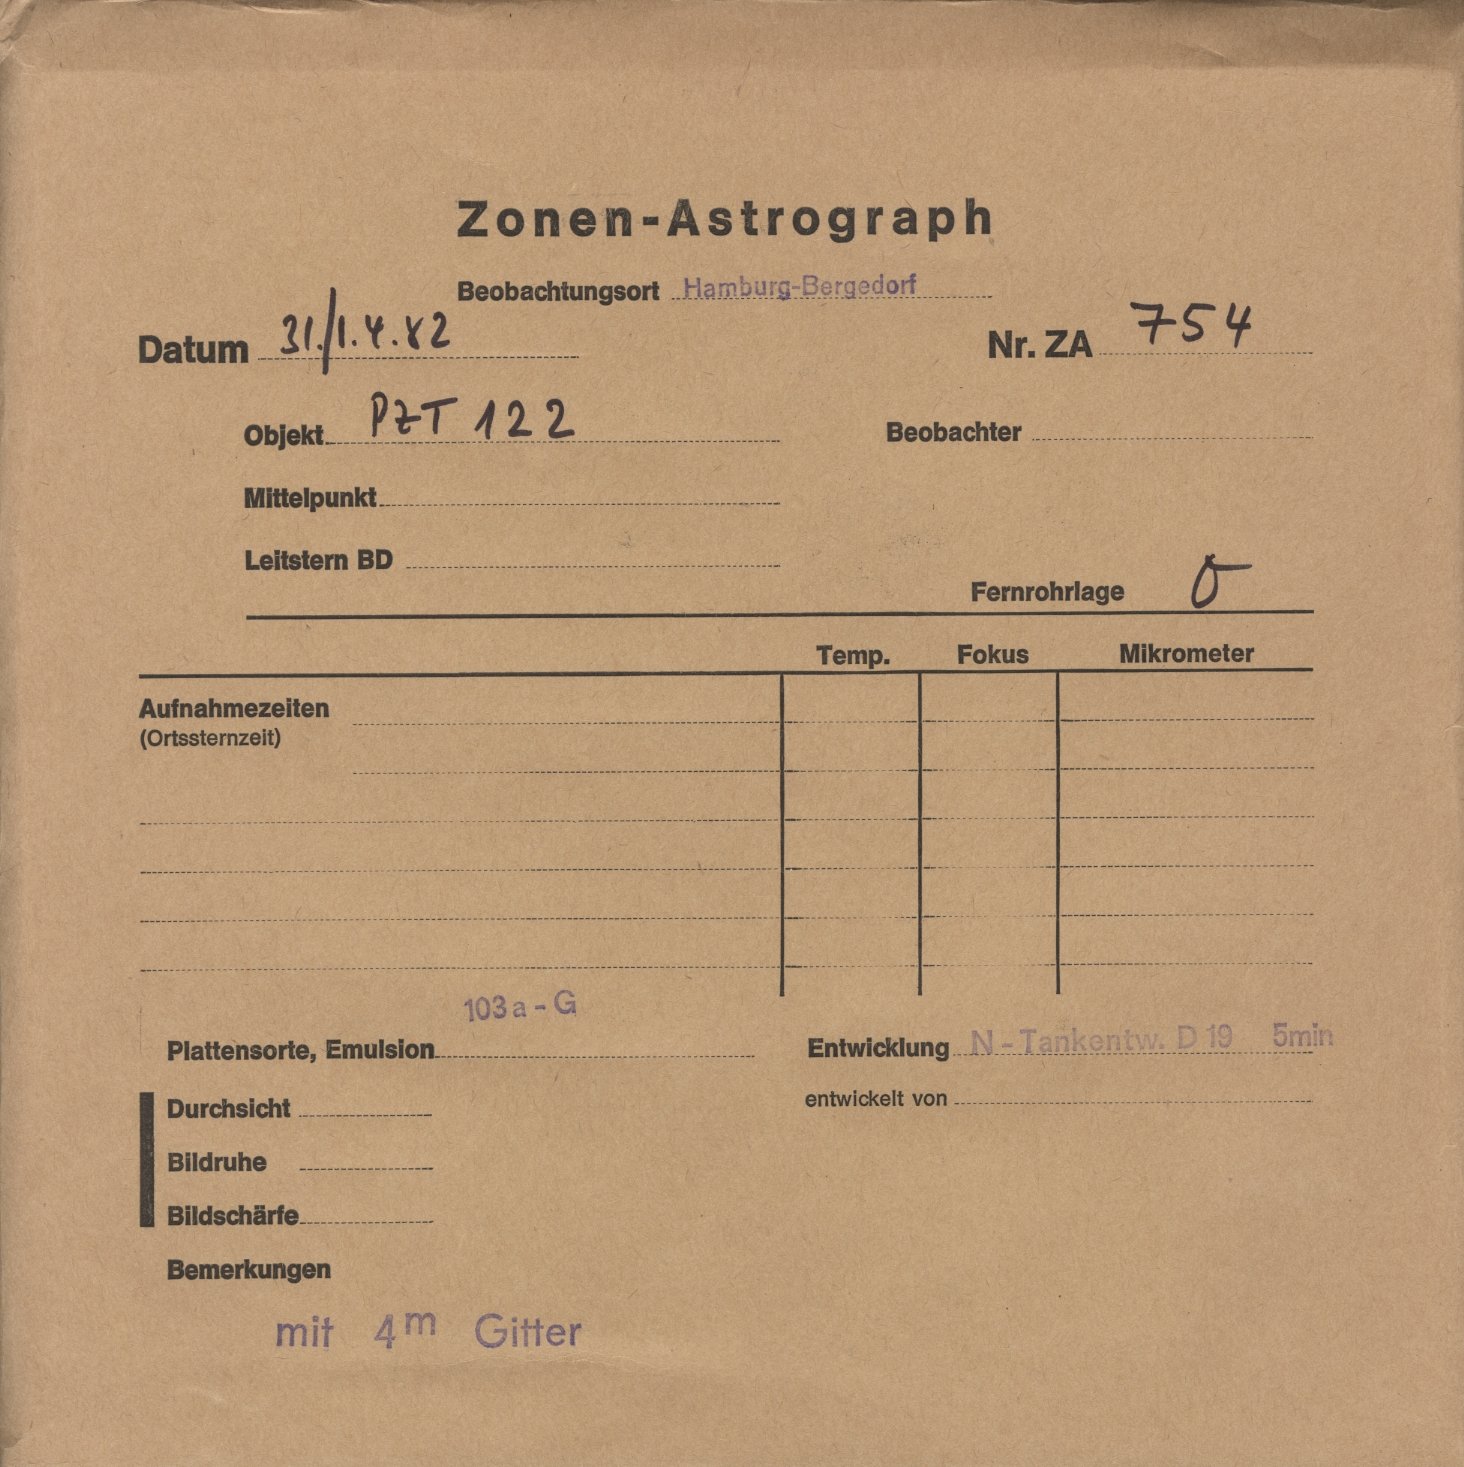 Zonen-Astrograph
Beobachtungsort Hamburg-Bergedorf
Datum 31./1.4.82
Nr. ZA 754
Objekt PZT 122
Beobachter
Mittelpunkt
Leitstern BD
Fernrohrlage
Temp. Fokus Mikrometer
Aufnahmezeiten
(Ortssternzeit)
103a-G
Plattensorte, Emulsion
Entwicklung N-Tankentw. D 19 5min
entwickelt von
Durchsicht
Bildruhe
Bildschärfe
Bemerkungen
mit 4m Gitter